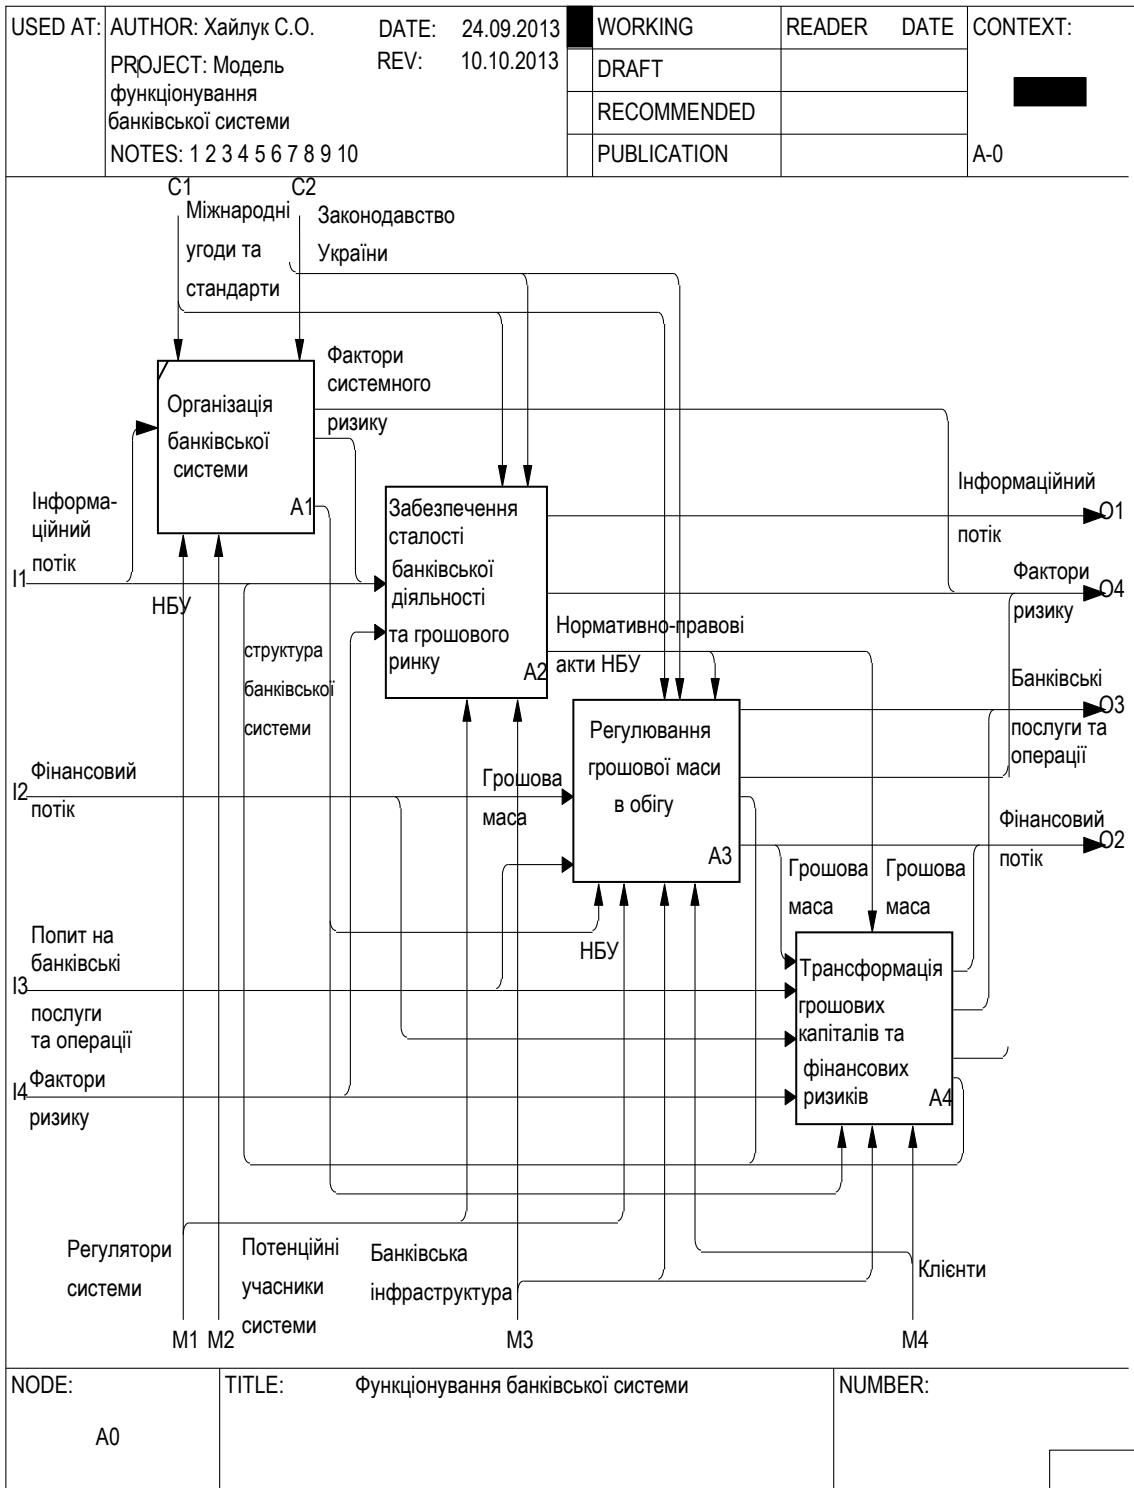 USED AT:
AUTHOR: Хайлук С.О.
DATE: 24.09.2013
PROJECT: Модель
REV: 10.10.2013
функціонування
банківської системи
NOTES: 1 2 3 4 5 6 7 8 9 10
WORKING
DRAFT
RECOMMENDED
PUBLICATION
READER DATE
CONTEXT:
A-0
C1
C2
Міжнародні
угоди та
стандарти
Законодавство
України
Фактори
системного
ризику
Організація
банківської
системи
A1
Інформа-
ційний
потік
I1
НБУ
Забезпечення
сталості
банківської
діяльності
та грошового
ринку
A2
Інформаційний
потік
O1
Фактори
ризику
O4
Нормативно-правові
акти НБУ
структура
банківської
системи
Банківські
послуги та
операції
O3
Регулювання
грошової маси
в обігу
A3
Фінансовий
потік
I2
Грошова
маса
Фінансовий
потік
O2
Грошова
маса
Грошова
маса
НБУ
Попит на
банківські
послуги
та операції
I3
Трансформація
грошових
капіталів та
фінансових
ризиків
A4
Фактори
ризику
I4
Регулятори
системи
Потенційні
учасники
системи
Банківська
інфраструктура
Клієнти
M1
M2
M3
M4
NODE:
A0
TITLE: Функціонування банківської системи
NUMBER: